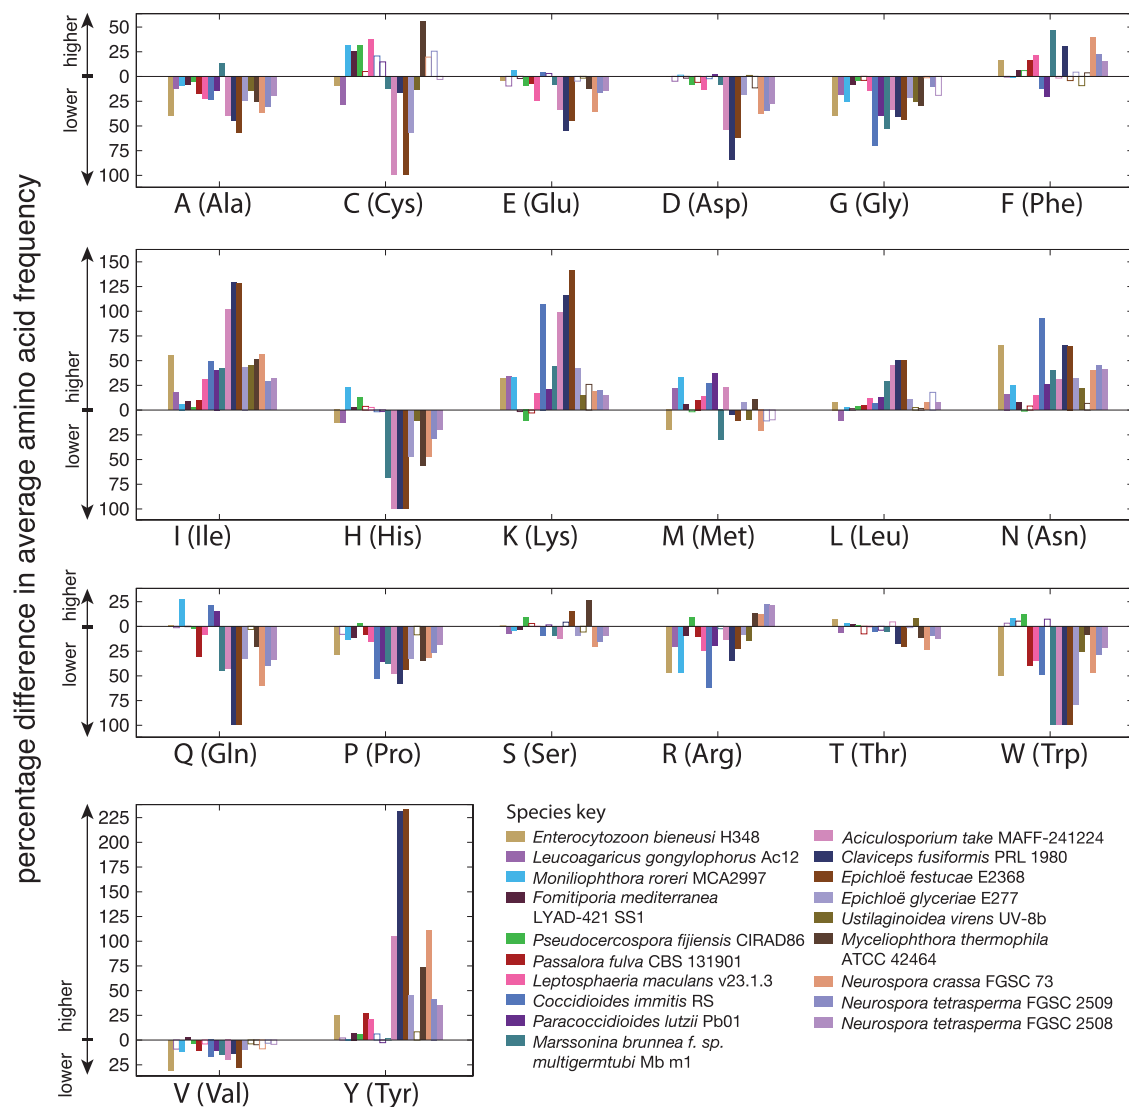 percentage difference in average amino acid frequency
higher
lower
50
25
0
25
50
75
100
A (Ala)
C (Cys)
E (Glu)
D (Asp)
G (Gly)
F (Phe)
higher
lower
150
125
100
75
50
25
0
25
50
75
100
I (Ile)
H (His)
K (Lys)
M (Met)
L (Leu)
N (Asn)
higher
lower
25
0
25
50
75
100
Q (Gln)
P (Pro)
S (Ser)
R (Arg)
T (Thr)
W (Trp)
higher
lower
225
200
175
150
125
100
75
50
25
0
25
V (Val)
Y (Tyr)
Species key
Enterocytozoon bieneusi H348
Leucoagaricus gongylophorus Ac12
Moniliophthora roreri MCA2997
Fomitiporia mediterranea
LYAD-421 SS1
Pseudocercospora fijiensis CIRAD86
Passalora fulva CBS 131901
Leptosphaeria maculans v23.1.3
Coccidioides immitis RS
Paracoccidioides lutzii Pb01
Marssonina brunnea f. sp.
multigermtubi Mb m1
Aciculosporium take MAFF-241224
Claviceps fusiformis PRL 1980
Epichloë festucae E2368
Epichloë glyceriae E277
Ustilaginoidea virens UV-8b
Myceliophthora thermophila
ATCC 42464
Neurospora crassa FGSC 73
Neurospora tetrasperma FGSC 2509
Neurospora tetrasperma FGSC 2508